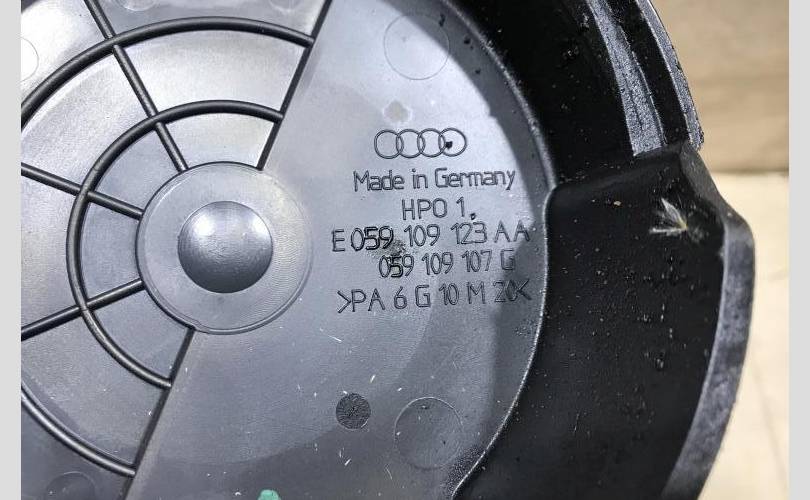 Made in Germany
HPO 1.
E 059 109 123 AA
059 109 107 G
>PA 6 G 10 M 20<